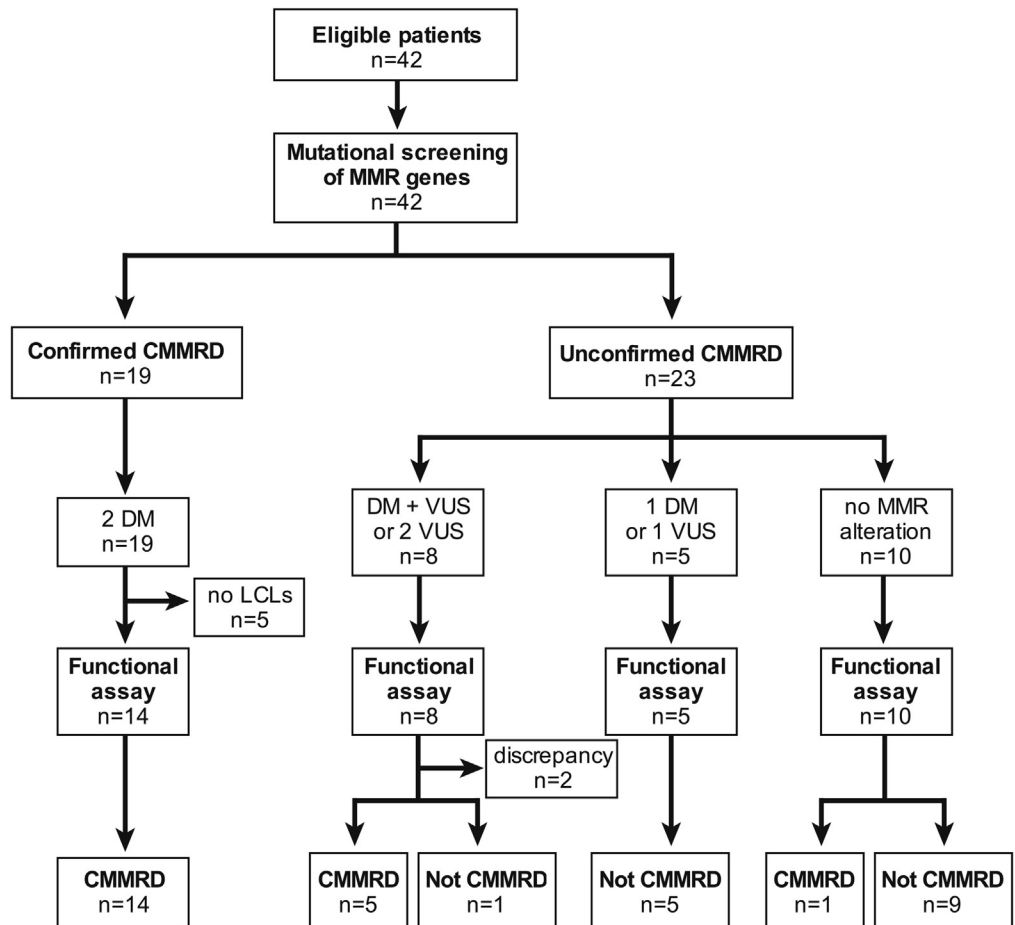 Eligible patients
n=42
Mutational screening
of MMR genes
n=42
Confirmed CMMRD
n=19
Unconfirmed CMMRD
n=23
2 DM
n=19
DM + VUS
or 2 VUS
n=8
1 DM
or 1 VUS
n=5
no MMR
alteration
n=10
no LCLs
n=5
Functional
assay
n=14
Functional
assay
n=8
Functional
assay
n=5
Functional
assay
n=10
discrepancy
n=2
CMMRD
n=14
CMMRD
n=5
Not CMMRD
n=1
Not CMMRD
n=5
CMMRD
n=1
Not CMMRD
n=9